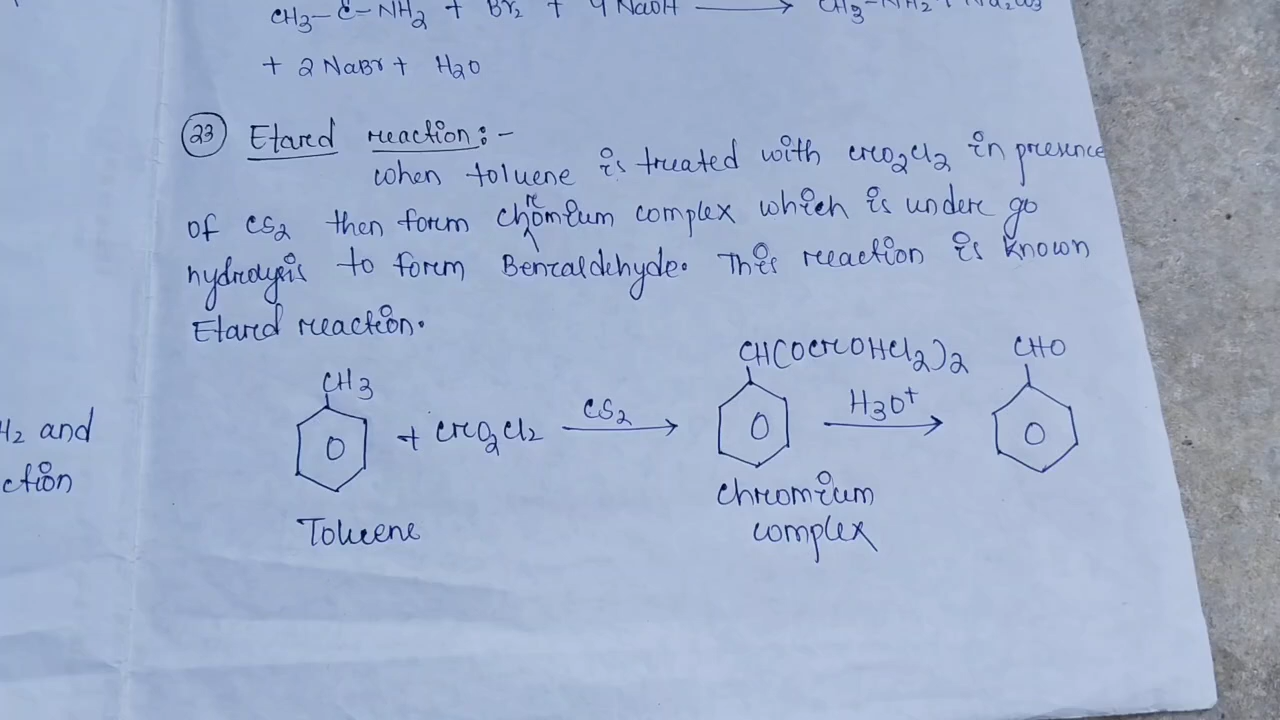 CH3-C-NH2 + Br2 + 4 NaOH → CH3-NH2 +
+ 2 NaBr + H2O
23 Etard reaction:-
when toluene is treated with CrO2Cl2 in presence
of CS2 then form chromium complex which is under go
hydrolysis to form Benzaldehyde. This reaction is known
Etard reaction.
CH(OCrOHCl2)2 CHO
CH3
H2 and
+ CrO2Cl2 CS2 → H3O+ →
ction
Chromium
Toluene complex